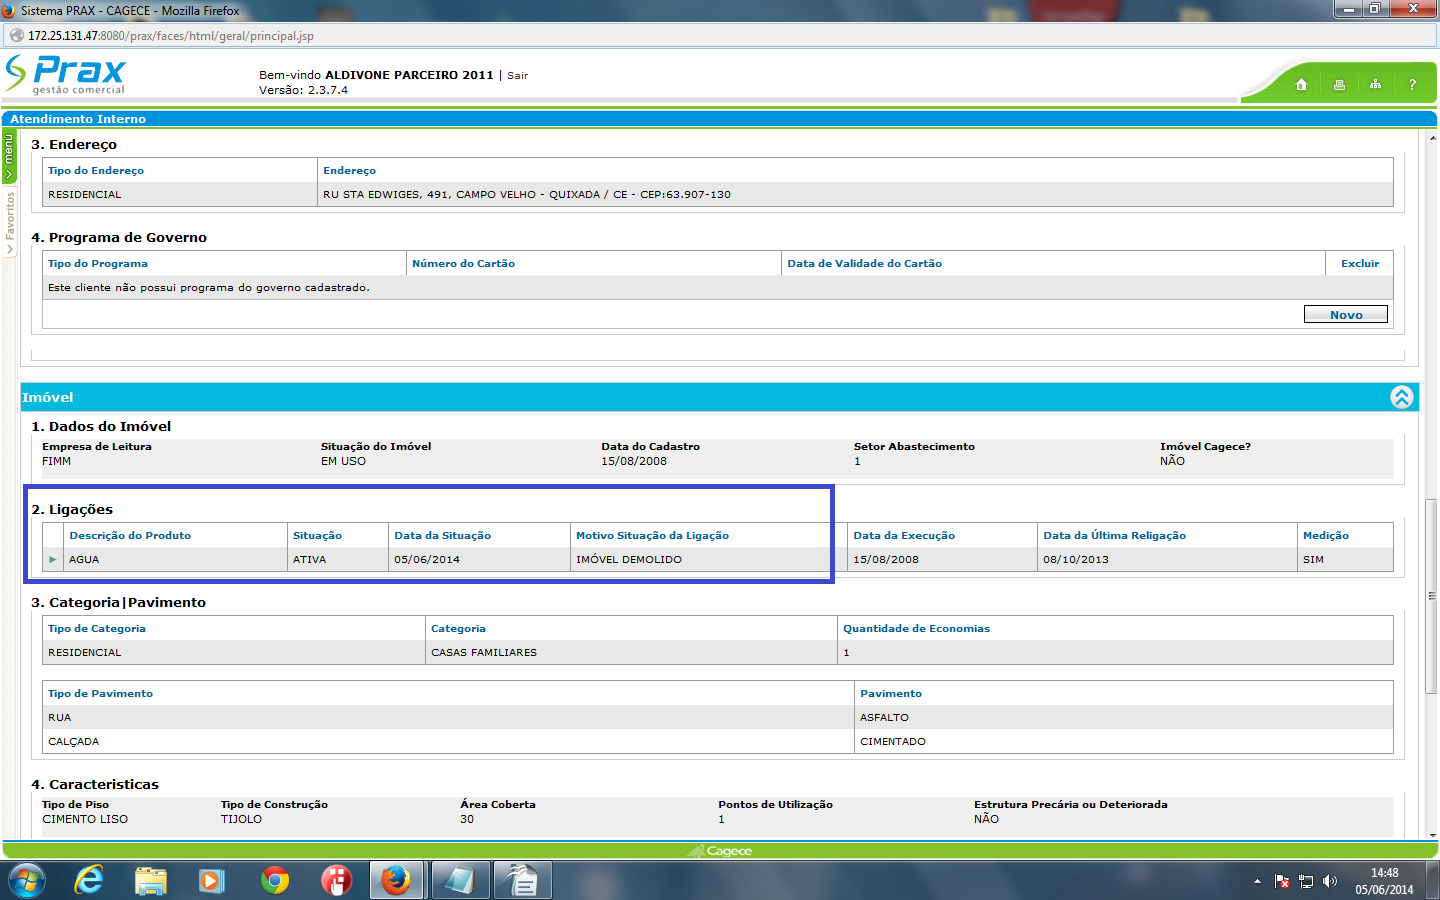 Sistema PRAX - CAGECE - Mozilla Firefox
172.25.131.47:8080/prax/faces/html/geral/principal.jsp
Prax
gestão comercial
Bem-vindo ALDIVONE PARCEIRO 2011 | Sair
Versão: 2.3.7.4
?
Atendimento Interno
menu
Favoritos
3. Endereço
Tipo do Endereço Endereço
RESIDENCIAL RU STA EDWIGES, 491, CAMPO VELHO - QUIXADA / CE - CEP:63.907-130
4. Programa de Governo
Tipo do Programa Número do Cartão Data de Validade do Cartão Excluir
Este cliente não possui programa do governo cadastrado.
Novo
Imóvel
1. Dados do Imóvel
Empresa de Leitura Situação do Imóvel Data do Cadastro Setor Abastecimento Imóvel Cagece?
FIMM EM USO 15/08/2008 1 NÃO
2. Ligações
Descrição do Produto Situação Data da Situação Motivo Situação da Ligação Data da Execução Data da Última Religação Medição
AGUA ATIVA 05/06/2014 IMÓVEL DEMOLIDO 15/08/2008 08/10/2013 SIM
3. Categoria|Pavimento
Tipo de Categoria Categoria Quantidade de Economias
RESIDENCIAL CASAS FAMILIARES 1
Tipo de Pavimento Pavimento
RUA ASFALTO
CALÇADA CIMENTADO
4. Caracteristicas
Tipo de Piso Tipo de Construção Área Coberta Pontos de Utilização Estrutura Precária ou Deteriorada
CIMENTO LISO TIJOLO 30 1 NÃO
Cagece
14:48
05/06/2014